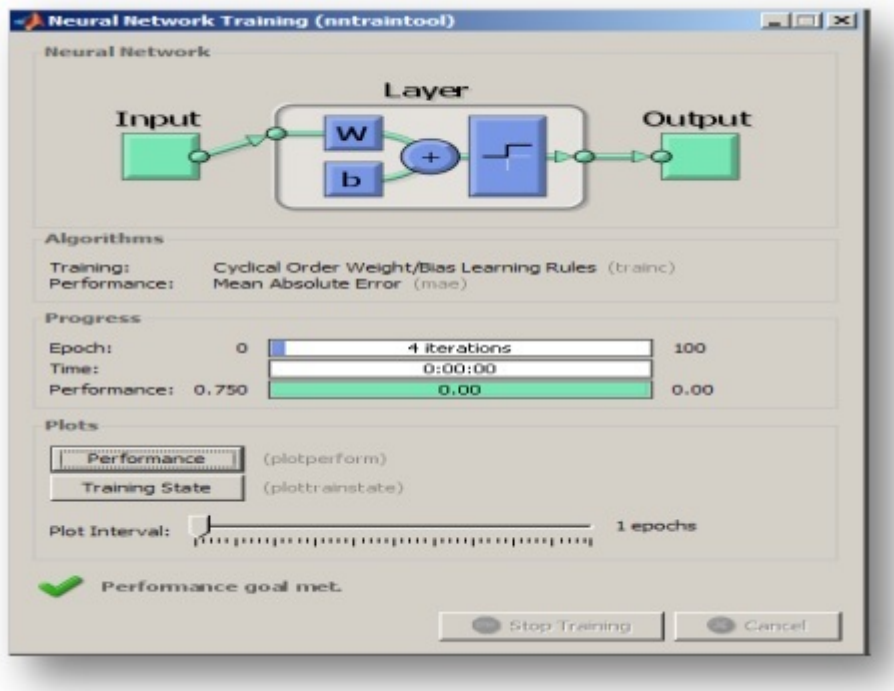 Neural Network Training (nntraintool)
Neural Network
Layer
Input
Output
W
b
+
Algorithms
Training: Cyclical Order Weight/Bias Learning Rules (trainc)
Performance: Mean Absolute Error (mae)
Progress
Epoch: 0 4 iterations 100
Time: 0:00:00
Performance: 0.750 0.00 0.00
Plots
Performance (plotperform)
Training State (plottrainstate)
Plot Interval: 1 epochs
Performance goal met.
Stop Training Cancel